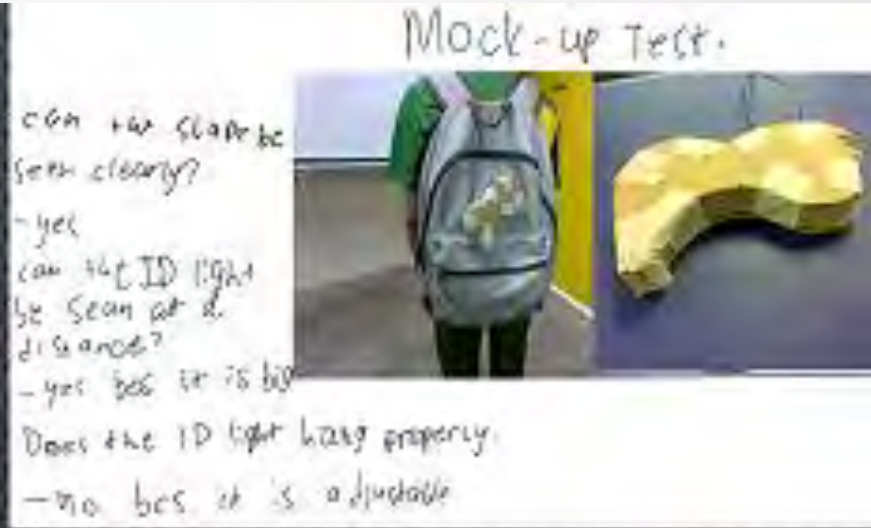 Mock-up Test.
can the shape be
seen clearly?
- yes
can the ID light
be seen at a
distance?
- yes bcs it is big
Does the ID light hang properly.
- no bcs it is adjustable